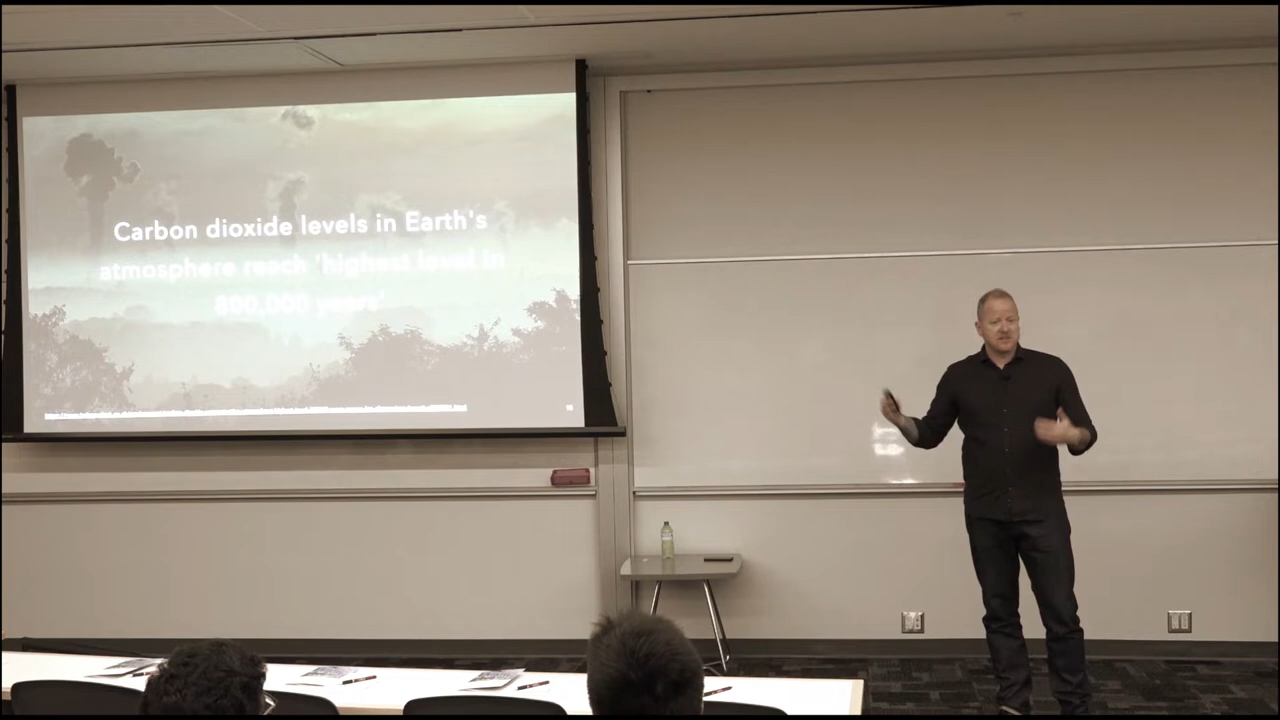 Carbon dioxide levels in Earth's
atmosphere reach 'highest level in
800,000 years'